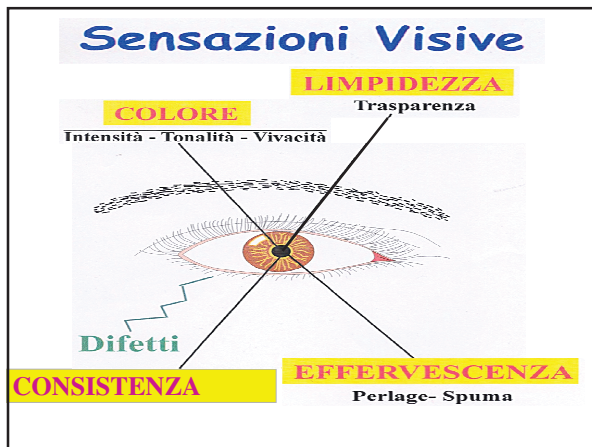 Sensazioni Visive
LIMPIDEZZA
Trasparenza
COLORE
Intensità - Tonalità - Vivacità
Difetti
CONSISTENZA
EFFERVESCENZA
Perlage- Spuma